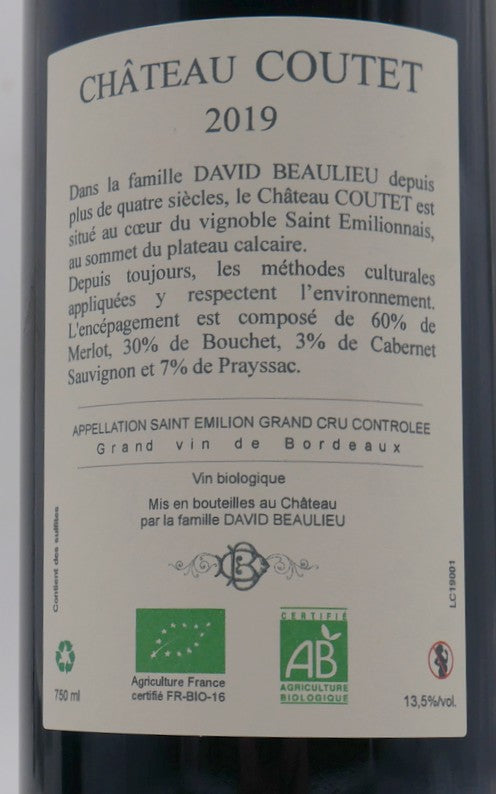 CHÂTEAU COUTET
2019
Dans la famille DAVID BEAULIEU depuis
plus de quatre siècles, le Château COUTET est
situé au cœur du vignoble Saint Emilionnais,
au sommet du plateau calcaire.
Depuis toujours, les méthodes culturales
appliquées y respectent l'environnement.
L'encépagement est composé de 60% de
Merlot, 30% de Bouchet, 3% de Cabernet
Sauvignon et 7% de Prayssac.
APPELLATION SAINT EMILION GRAND CRU CONTROLEE
Grand vin de Bordeaux
Vin biologique
Mis en bouteilles au Château
par la famille DAVID BEAULIEU
Contient des sulfites
LC19001
CERTIFIÉ
AB
AGRICULTURE
BIOLOGIQUE
Agriculture France
certifié FR-BIO-16
750 ml
13,5%/vol.